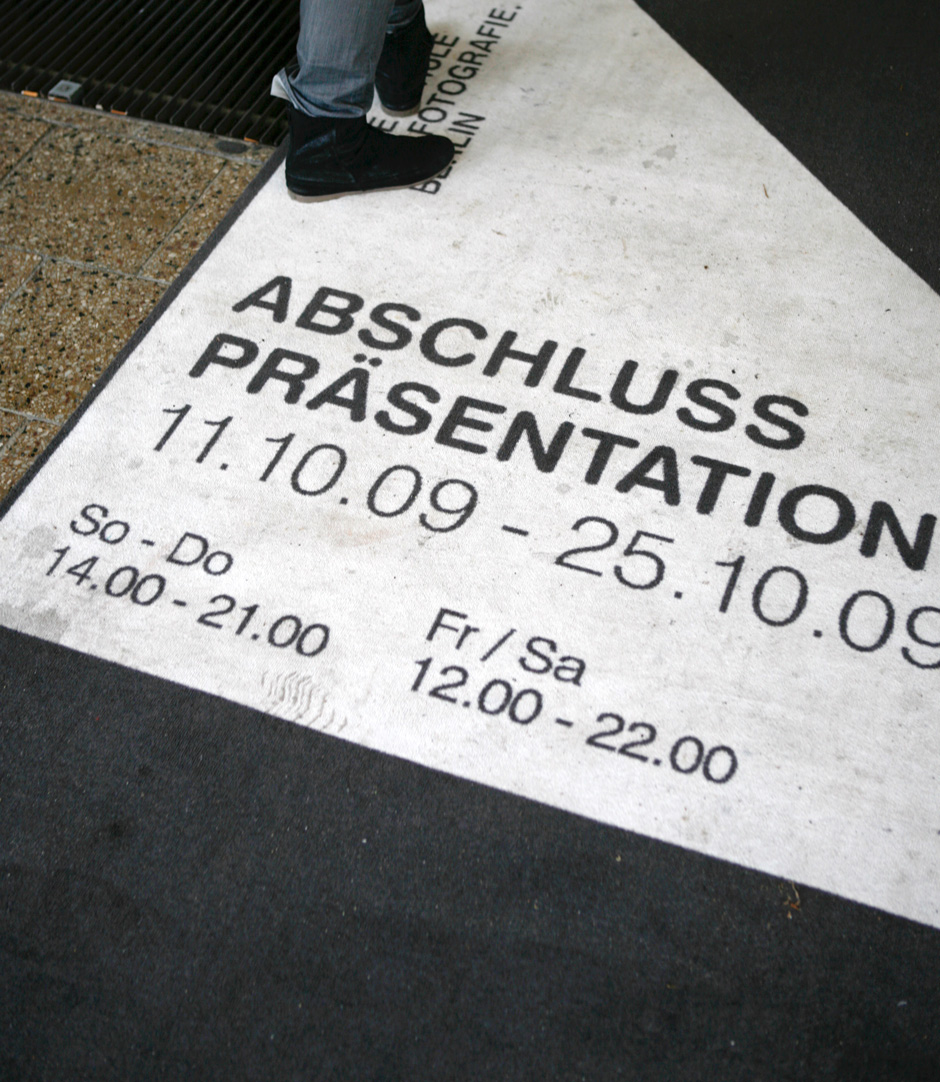 FOTOGRAFIE,
ABSCHLUSS
PRÄSENTATION
11.10.09 - 25.10.09
So - Do
14.00 - 21.00
Fr / Sa
12.00 - 22.00